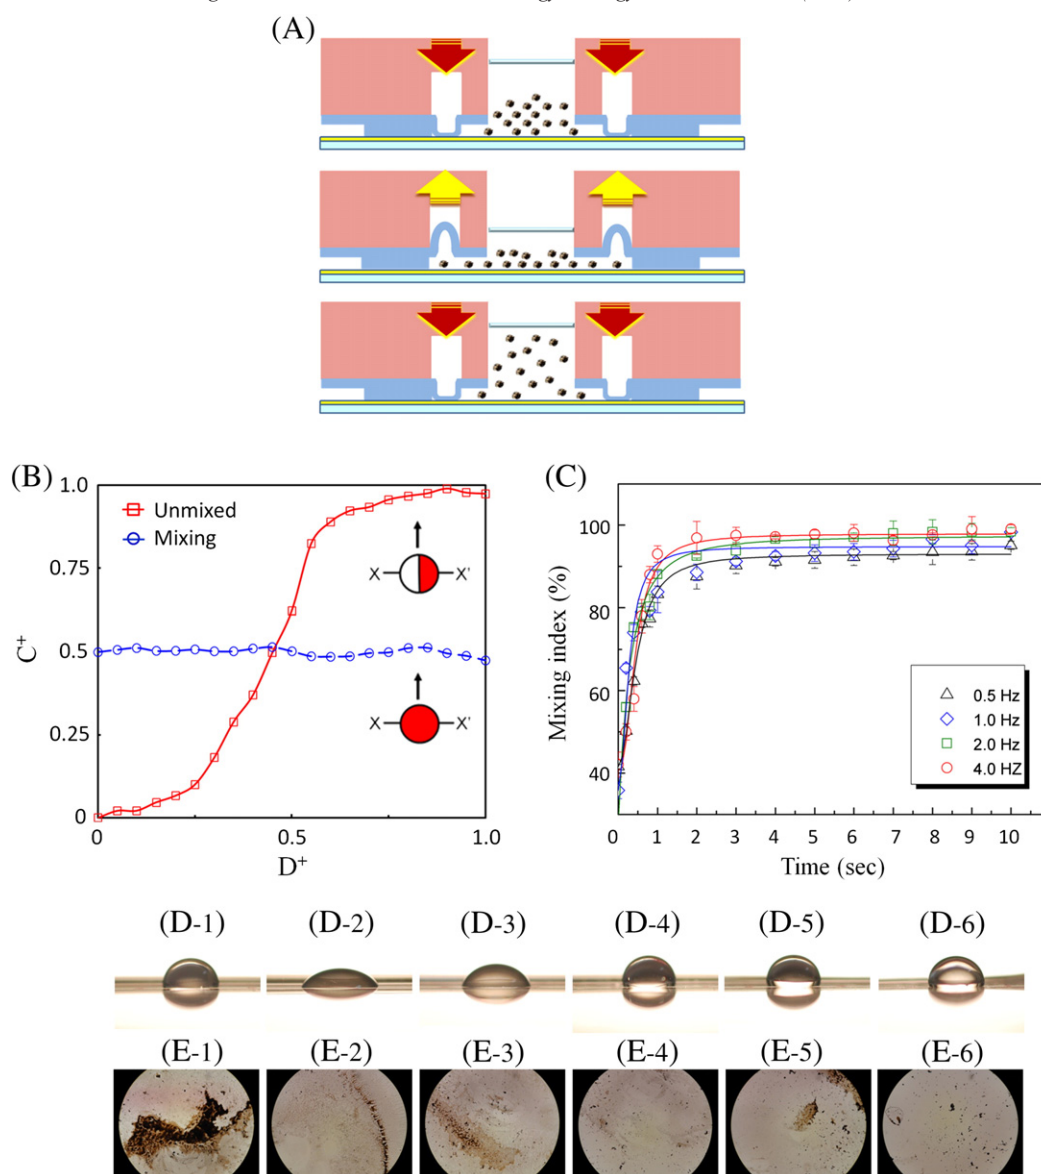 (A)
(B)
(C)
1.0
Unmixed
Mixing
0.75
X
X'
C+
0.5
X
X'
0.25
0
0
0.5
1.0
D+
100
80
60
40
Mixing index (%)
0.5 Hz
1.0 Hz
2.0 Hz
4.0 HZ
0 1 2 3 4 5 6 7 8 9 10
Time (sec)
(D-1) (D-2) (D-3) (D-4) (D-5) (D-6)
(E-1) (E-2) (E-3) (E-4) (E-5) (E-6)